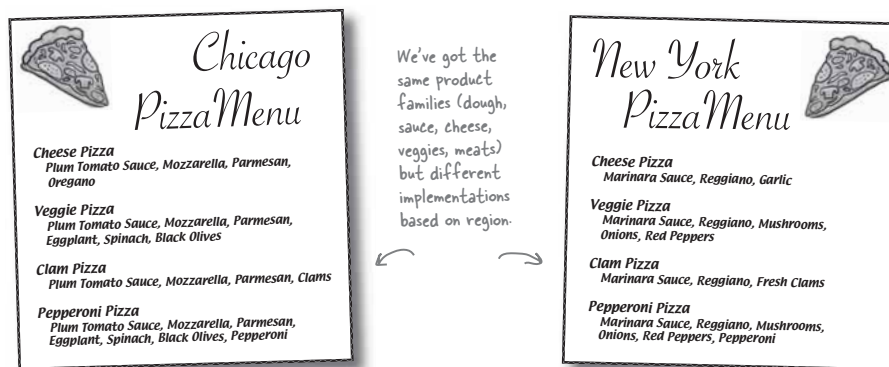 Chicago
Pizza Menu
Cheese Pizza
Plum Tomato Sauce, Mozzarella, Parmesan,
Oregano
Veggie Pizza
Plum Tomato Sauce, Mozzarella, Parmesan,
Eggplant, Spinach, Black Olives
Clam Pizza
Plum Tomato Sauce, Mozzarella, Parmesan, Clams
Pepperoni Pizza
Plum Tomato Sauce, Mozzarella, Parmesan,
Eggplant, Spinach, Black Olives, Pepperoni
We've got the
same product
families (dough,
sauce, cheese,
veggies, meats)
but different
implementations
based on region.
New York
Pizza Menu
Cheese Pizza
Marinara Sauce, Reggiano, Garlic
Veggie Pizza
Marinara Sauce, Reggiano, Mushrooms,
Onions, Red Peppers
Clam Pizza
Marinara Sauce, Reggiano, Fresh Clams
Pepperoni Pizza
Marinara Sauce, Reggiano, Mushrooms,
Onions, Red Peppers, Pepperoni